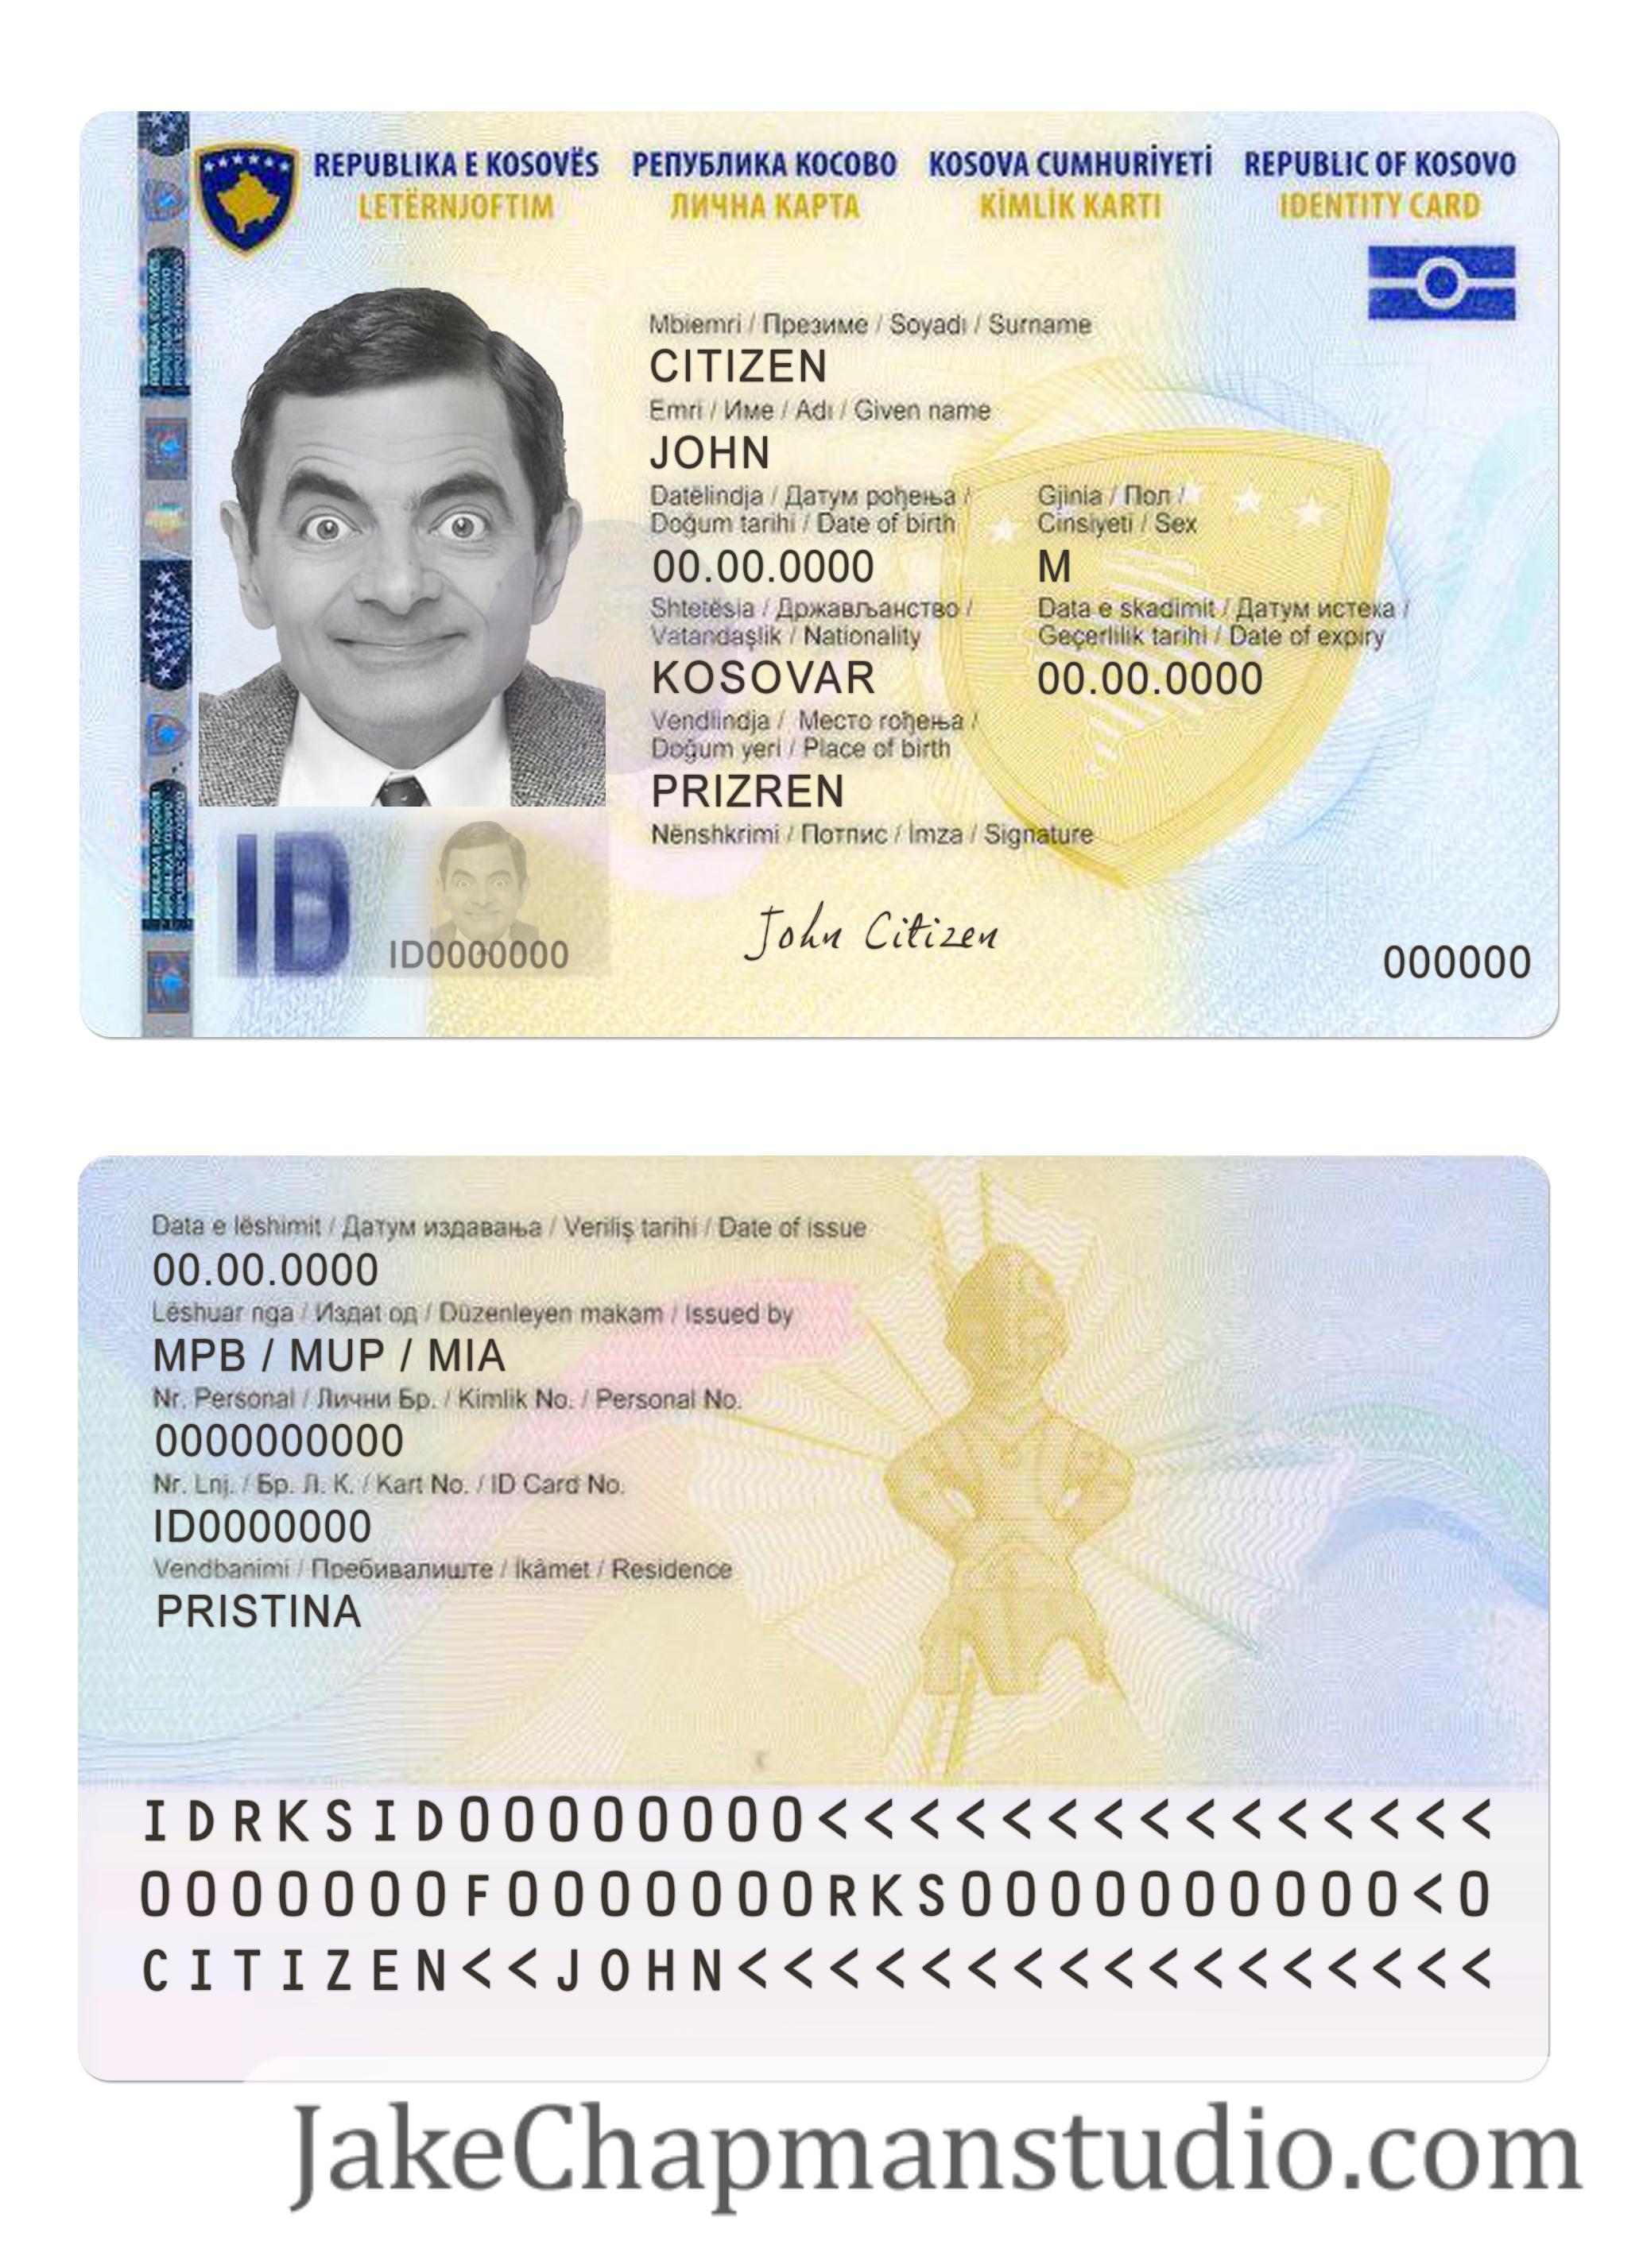 REPUBLIKA E KOSOVËS РЕПУБЛИКА КОСОВО KOSOVA CUMHURİYETİ REPUBLIC OF KOSOVO
LETËRNJOFTIM ЛИЧНА КАРТА KİMLİK KARTI IDENTITY CARD
Mbiemri / Презиме / Soyadı / Surname
CITIZEN
Emri / Име / Adı / Given name
JOHN
Datëlindja / Датум рођења / Gjinia / Пол /
Doğum tarihi / Date of birth Cinsiyeti / Sex
00.00.0000 M
Shtetësia / Држављанство / Data e skadimit / Датум истека /
Vatandaşlik / Nationality Geçerlilik tarihi / Date of expiry
KOSOVAR 00.00.0000
Vendlindja / Место рођења /
Doğum yeri / Place of birth
PRIZREN
Nënshkrimi / Потпис / İmza / Signature
John Citizen
ID
ID0000000
000000
Data e lëshimit / Датум издавања / Veriliş tarihi / Date of issue
00.00.0000
Lëshuar nga / Издат од / Düzenleyen makam / Issued by
MPB / MUP / MIA
Nr. Personal / Лични Бр. / Kimlik No. / Personal No.
0000000000
Nr. Lnj. / Бр. Л. К. / Kart No. / ID Card No.
ID0000000
Vendbanimi / Пребивалиште / İkâmet / Residence
PRISTINA
IDRKSID00000000<<<<<<<<<<<<<<<
0000000F0000000RKS0000000000<0
CITIZEN<<JOHN<<<<<<<<<<<<<<<<<
JakeChapmanstudio.com